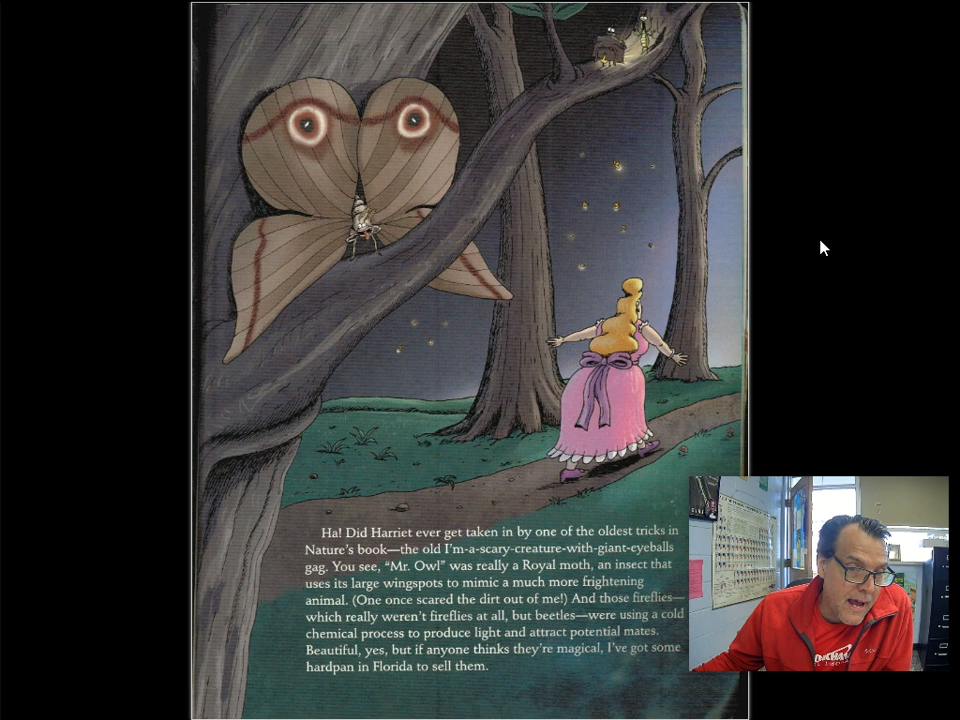 Ha! Did Harriet ever get taken in by one of the oldest tricks in
Nature's book—the old I'm-a-scary-creature-with-giant-eyeballs
gag. You see, "Mr. Owl" was really a Royal moth, an insect that
uses its large wingspots to mimic a much more frightening
animal. (One once scared the dirt out of me!) And those fireflies—
which really weren't fireflies at all, but beetles—were using a cold
chemical process to produce light and attract potential mates.
Beautiful, yes, but if anyone thinks they're magical, I've got some
hardpan in Florida to sell them.